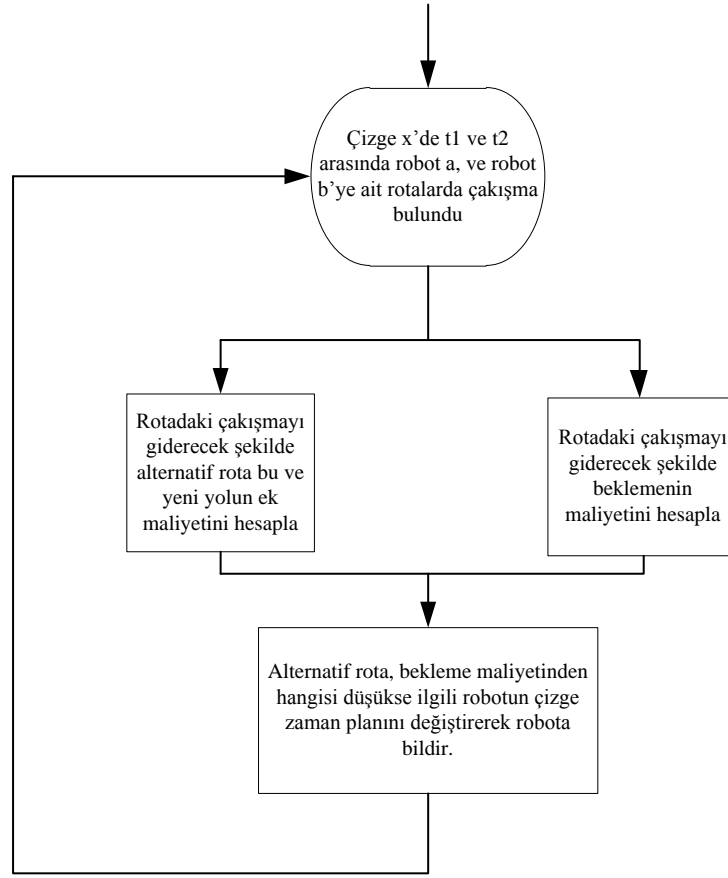 Çizge x’de t1 ve t2
arasında robot a, ve robot
b’ye ait rotalarda çakışma
bulundu
Rotadaki çakışmayı
giderecek şekilde
alternatif rota bu ve
yeni yolun ek
maliyetini hesapla
Rotadaki çakışmayı
giderecek şekilde
beklemenin
maliyetini hesapla
Alternatif rota, bekleme maliyetinden
hangisi düşükse ilgili robotun çizge
zaman planını değiştirerek robota
bildir.